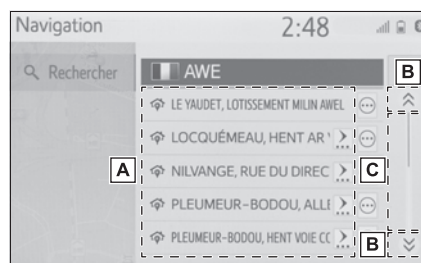 Navigation 2:48
Rechercher AWE B
LE YAUDET, LOTISSEMENT MILIN AWEL
LOCQUÉMEAU, HENT AR
A NILVANGE, RUE DU DIREC C
PLEUMEUR-BODOU, ALLE
PLEUMEUR-BODOU, HENT VOIE CC B